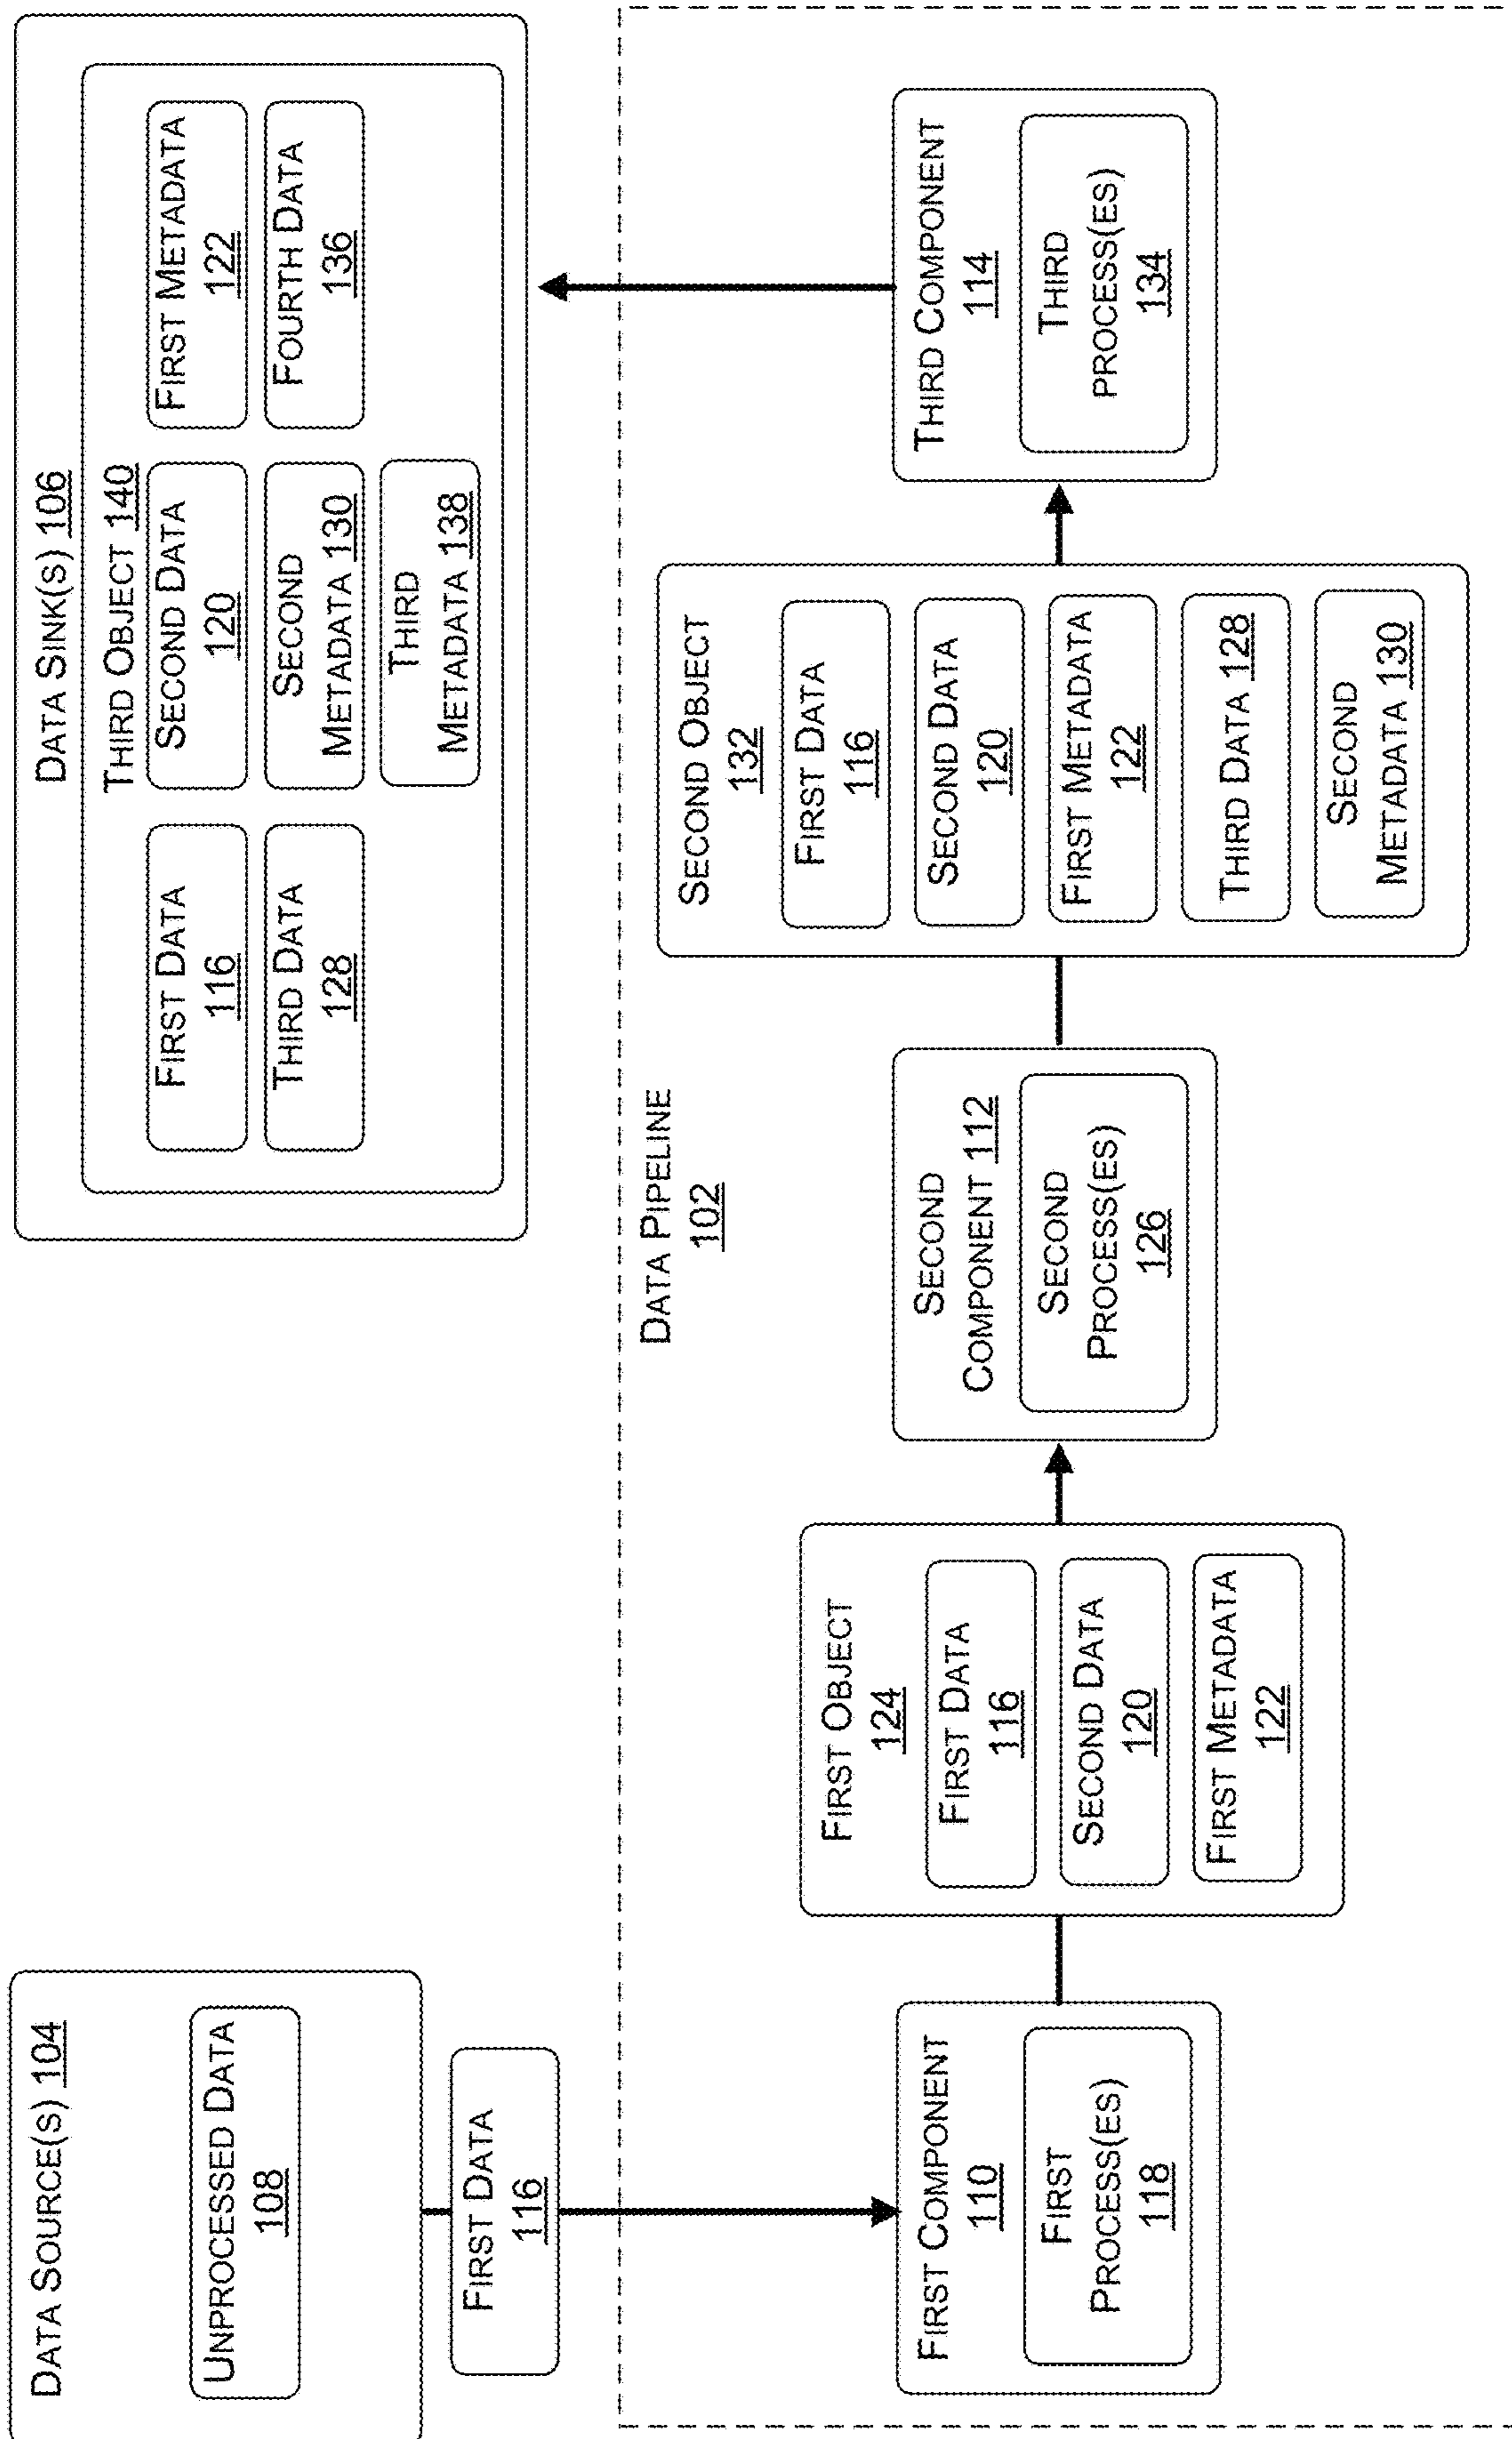 DATA SOURCE(S) 104
UNPROCESSED DATA
108
FIRST DATA
116
DATA SINK(S) 106
THIRD OBJECT 140
FIRST DATA
116
SECOND DATA
120
FIRST METADATA
122
THIRD DATA
128
SECOND
METADATA 130
FOURTH DATA
136
THIRD
METADATA 138
DATA PIPELINE
102
FIRST COMPONENT
110
FIRST
PROCESS(ES)
118
FIRST OBJECT
124
FIRST DATA
116
SECOND DATA
120
FIRST METADATA
122
SECOND
COMPONENT 112
SECOND
PROCESS(ES)
126
SECOND OBJECT
132
FIRST DATA
116
SECOND DATA
120
FIRST METADATA
122
THIRD DATA 128
SECOND
METADATA 130
THIRD COMPONENT
114
THIRD
PROCESS(ES)
134